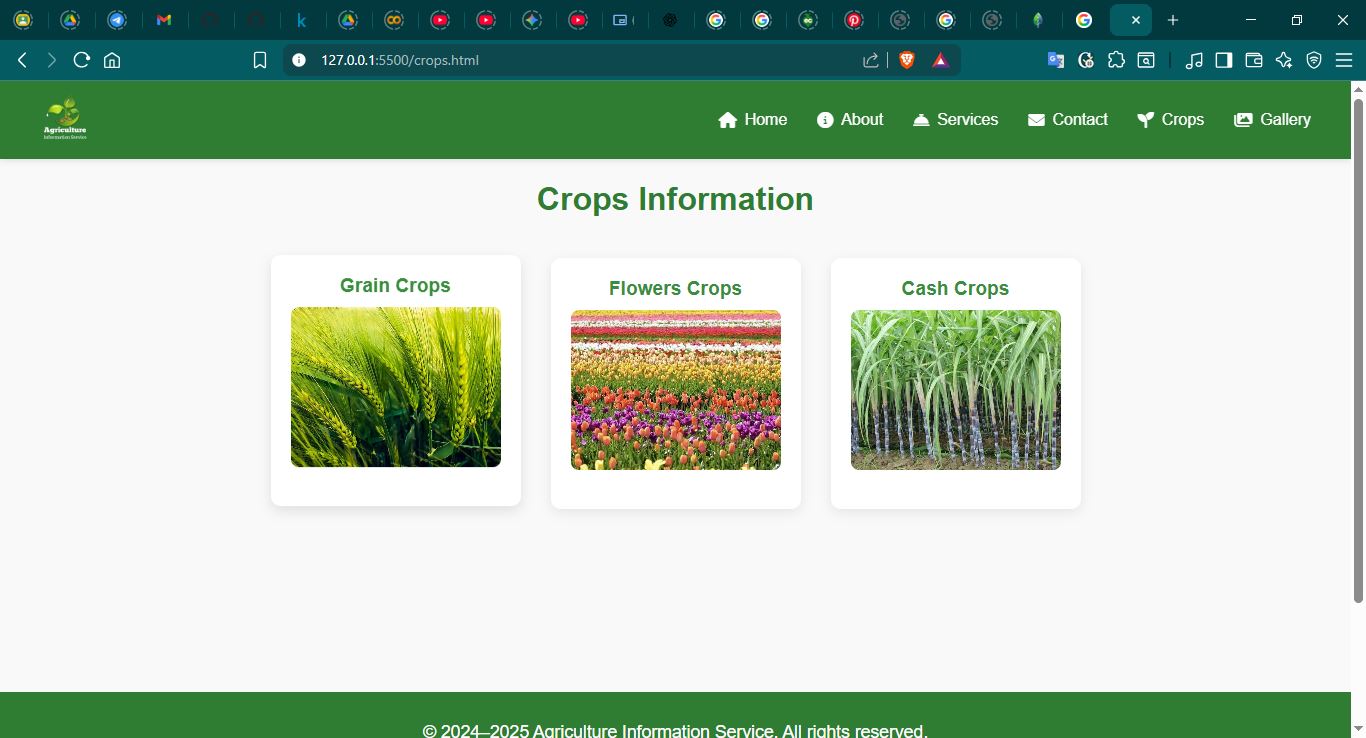 127.0.0.1:5500/crops.html
Agriculture
Information Service
Home
About
Services
Contact
Crops
Gallery
Crops Information
Grain Crops
Flowers Crops
Cash Crops
© 2024–2025 Agriculture Information Service. All rights reserved.